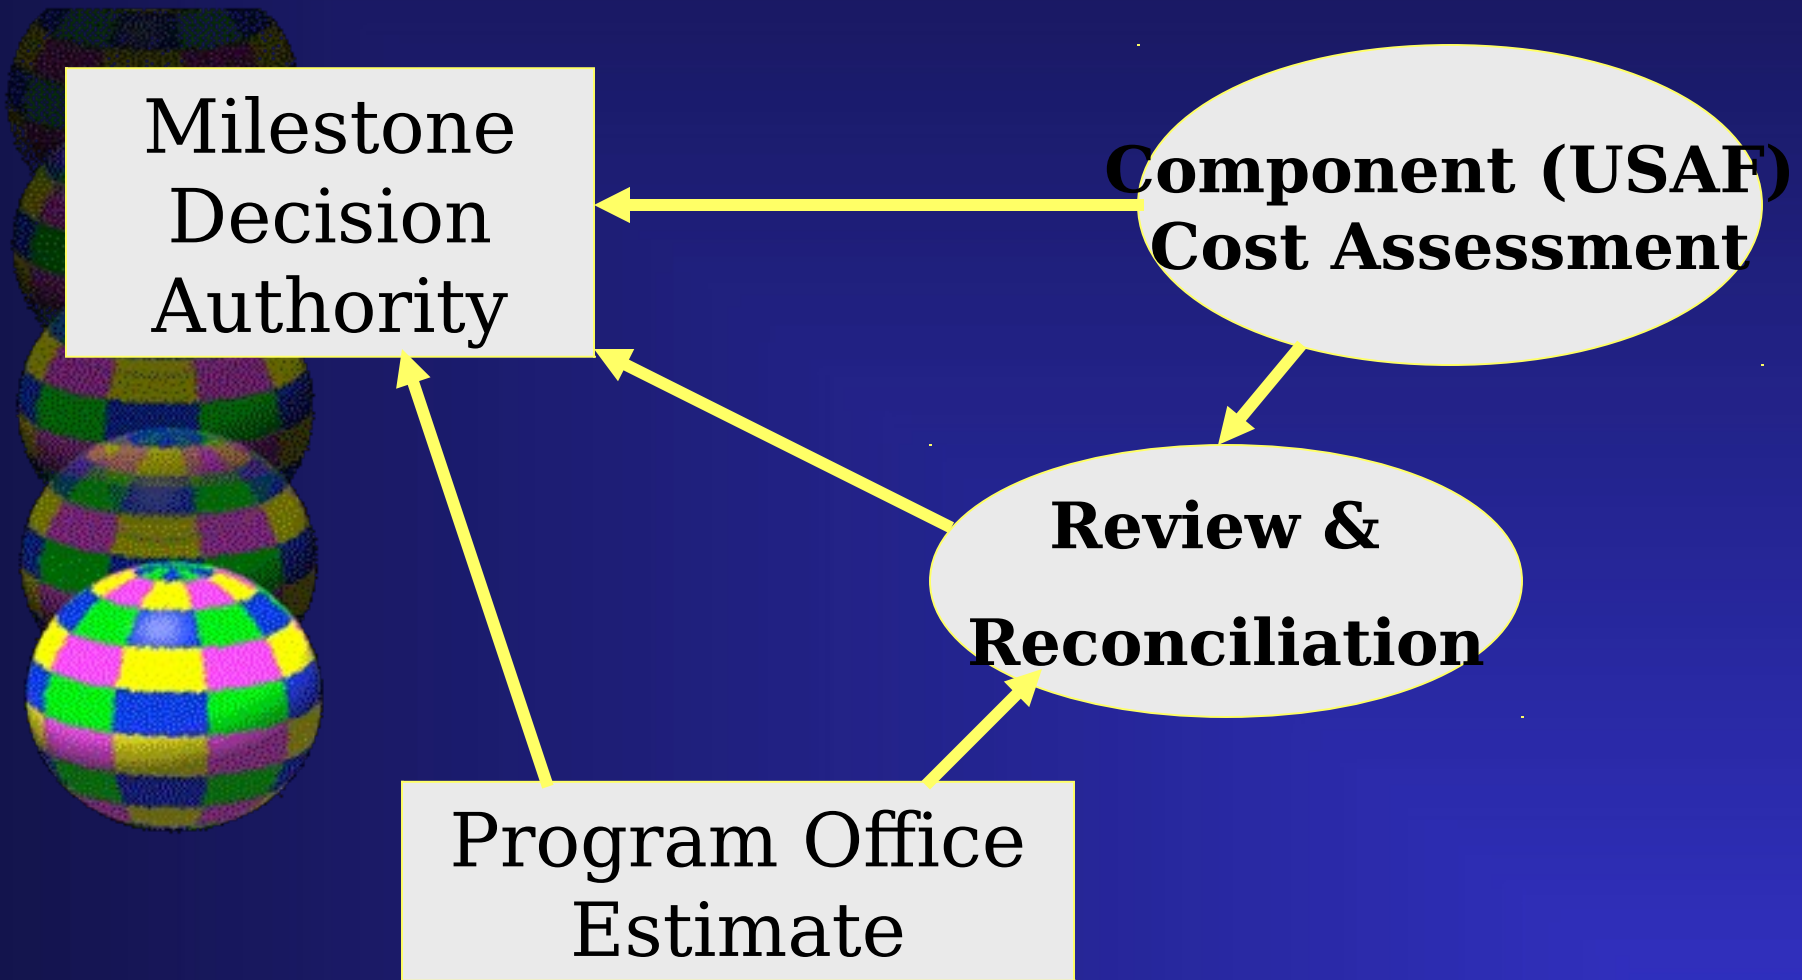 Milestone
Decision
Authority
Component (USAF)
Cost Assessment
Review &
Reconciliation
Program Office
Estimate